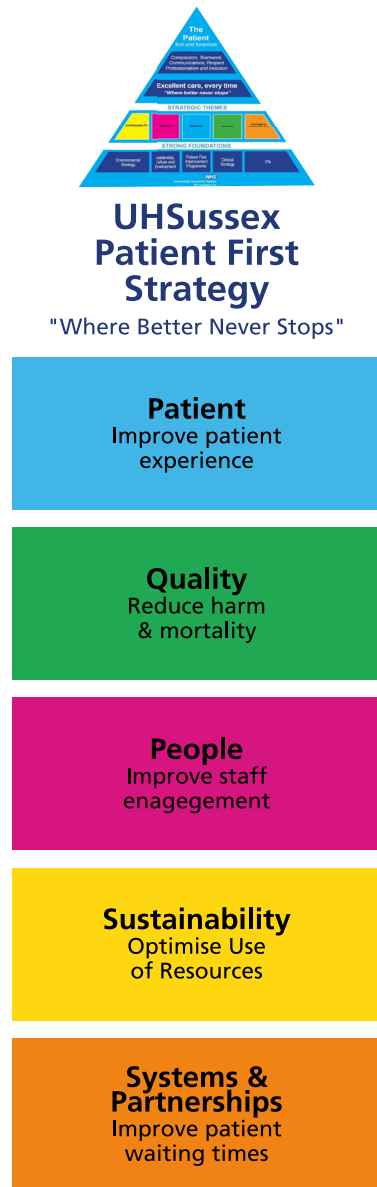 The
Patient
first and foremost
Compassion, Teamwork,
Communications, Respect
Professionalism and Inclusion
Excellent care, every time
"Where better never stops"
STRATEGIC THEMES
SUSTAINABILITY
STRONG FOUNDATIONS
Environmental
Strategy
Leadership,
Culture and
Development
Patient First
Improvement
Programme
Clinical
Strategy
NHS
UHSussex
Patient First
Strategy
"Where Better Never Stops"
Patient
Improve patient
experience
Quality
Reduce harm
& mortality
People
Improve staff
enagegement
Sustainability
Optimise Use
of Resources
Systems &
Partnerships
Improve patient
waiting times